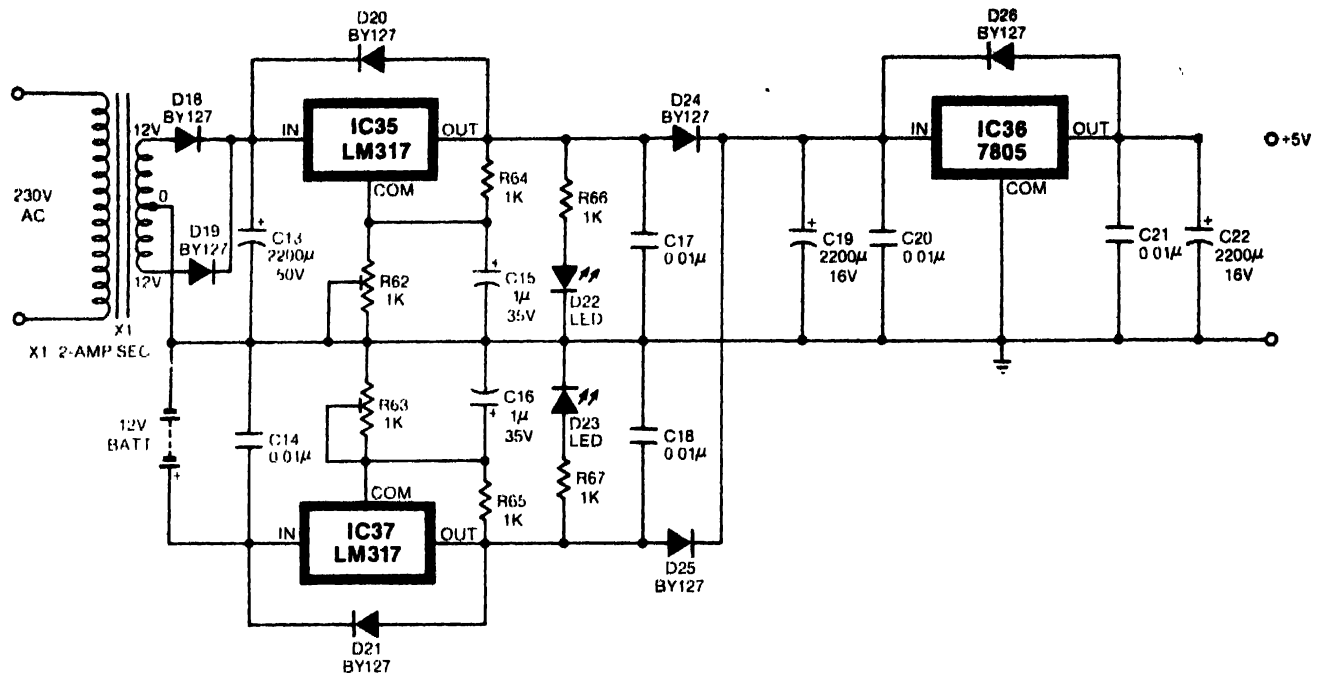 D20
BY127
D26
BY127
D18
BY127
12V
IN
IC35
LM317
OUT
COM
D24
BY127
IN
IC36
7805
OUT
COM
+5V
230V
AC
0
D19
BY127
12V
+
C13
2200μ
50V
R64
1K
R66
1K
R62
1K
+
C15
1μ
35V
D22
LED
C17
0.01μ
+
C19
2200μ
16V
C20
0.01μ
C21
0.01μ
+
C22
2200μ
16V
X1
X1 2-AMP SEC
12V
BATT
+
C14
0.01μ
R63
1K
C16
1μ
35V
+
D23
LED
C18
0.01μ
R67
1K
R65
1K
COM
IN
IC37
LM317
OUT
D25
BY127
D21
BY127